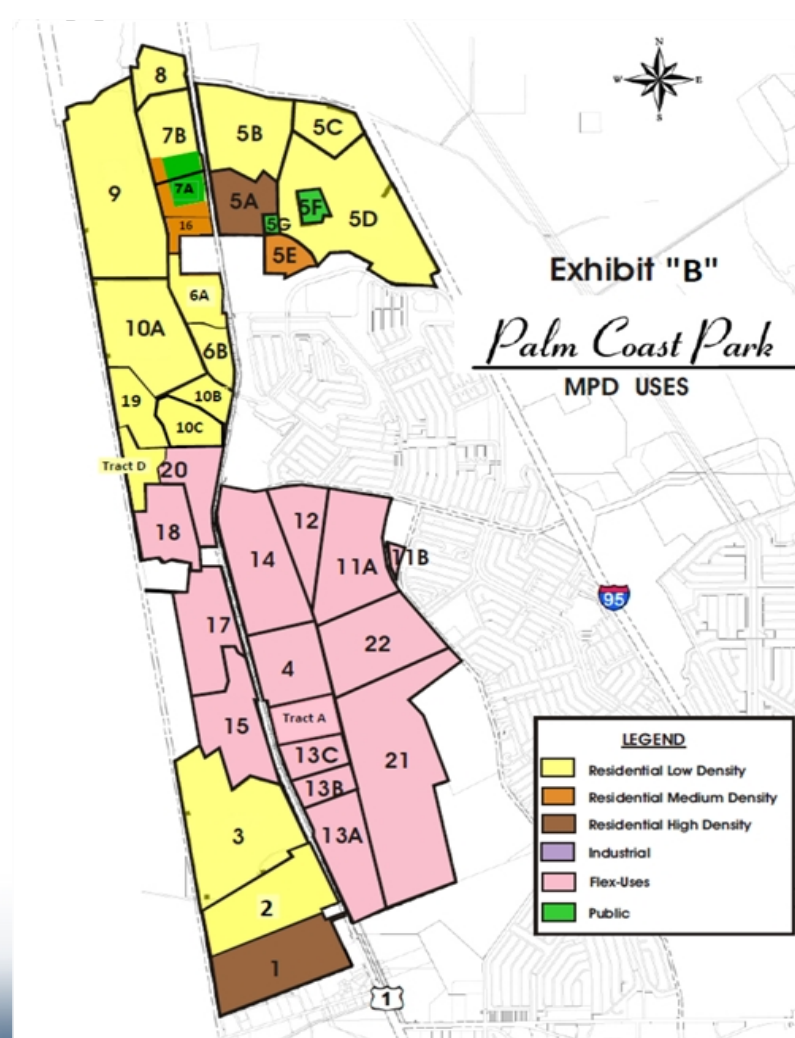 N
W
E
S
8
7B
5B
5C
9
7A
5A
5F
5D
5G
16
5E
6A
Exhibit "B"
10A
Palm Coast Park
6B
MPD USES
19
10B
10C
Tract D
20
18
14
12
11A
11B
95
17
22
4
Tract A
15
13C
21
13B
13A
3
2
1
1
LEGEND
Residential Low Density
Residential Medium Density
Residential High Density
Industrial
Flex-Uses
Public